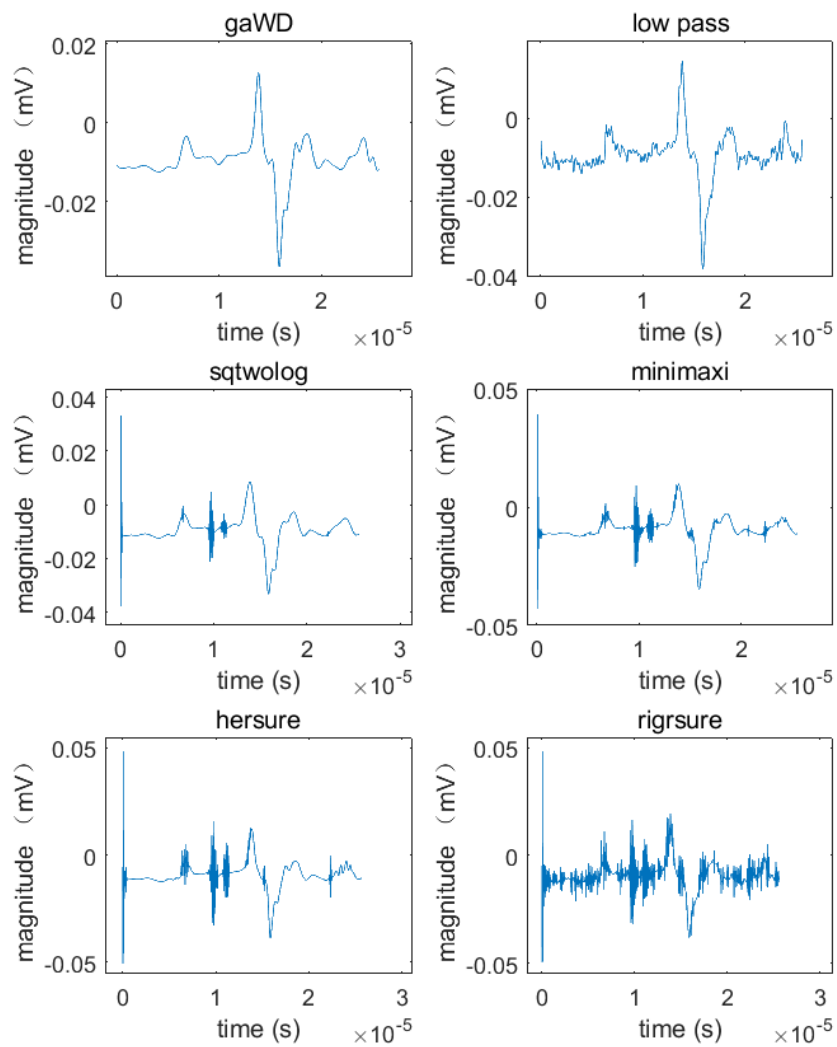 gaWD
low pass
0.02
0
-0.02
magnitude （mV）
0
1
2
time (s)
×10-5
0
-0.02
-0.04
magnitude （mV）
0
1
2
time (s)
×10-5
sqtwolog
minimaxi
0.04
0.02
0
-0.02
-0.04
magnitude （mV）
0
1
2
3
time (s)
×10-5
0.05
0
-0.05
magnitude （mV）
0
1
2
time (s)
×10-5
hersure
rigrsure
0.05
0
-0.05
magnitude （mV）
0
1
2
3
time (s)
×10-5
0.05
0
-0.05
magnitude （mV）
0
1
2
3
time (s)
×10-5